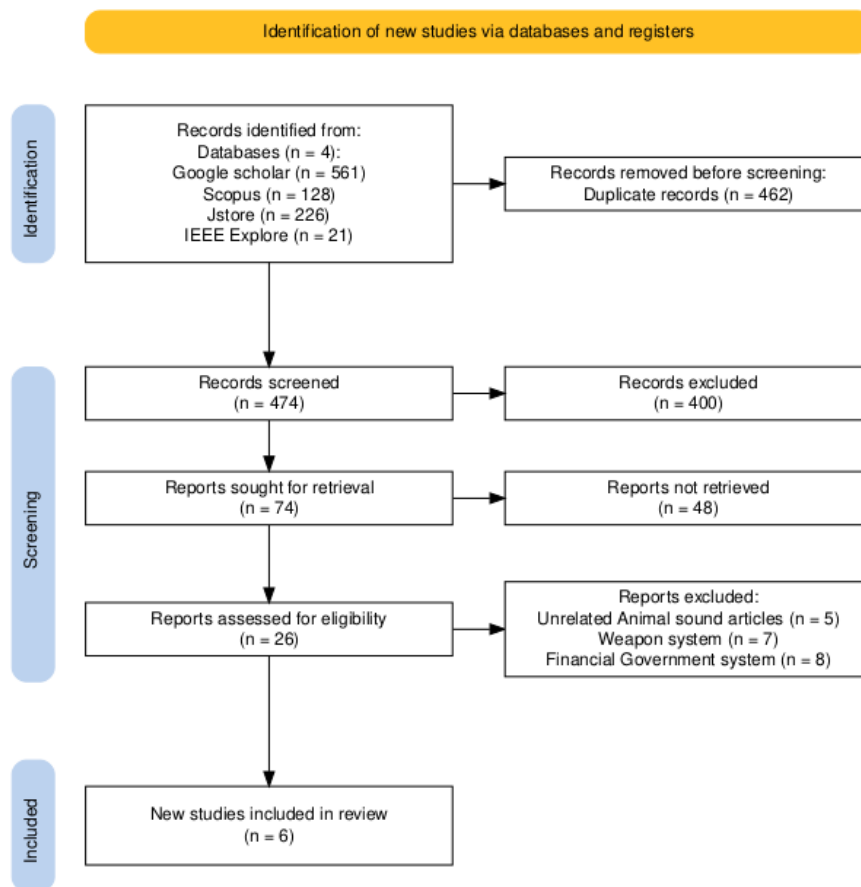 Identification of new studies via databases and registers
Identification
Records identified from:
Databases (n = 4):
Google scholar (n = 561)
Scopus (n = 128)
Jstore (n = 226)
IEEE Explore (n = 21)
Records removed before screening:
Duplicate records (n = 462)
Screening
Records screened
(n = 474)
Records excluded
(n = 400)
Reports sought for retrieval
(n = 74)
Reports not retrieved
(n = 48)
Reports assessed for eligibility
(n = 26)
Reports excluded:
Unrelated Animal sound articles (n = 5)
Weapon system (n = 7)
Financial Government system (n = 8)
Included
New studies included in review
(n = 6)